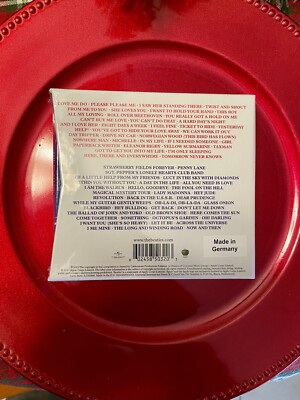 LOVE ME DO · PLEASE PLEASE ME · I SAW HER STANDING THERE · TWIST AND SHOUT
FROM ME TO YOU · SHE LOVES YOU · I WANT TO HOLD YOUR HAND · THIS BOY
ALL MY LOVING · ROLL OVER BEETHOVEN · YOU REALLY GOT A HOLD ON ME
CAN'T BUY ME LOVE · YOU CAN'T DO THAT · A HARD DAY'S NIGHT
AND I LOVE HER · EIGHT DAYS A WEEK · I FEEL FINE · TICKET TO RIDE · YESTERDAY
HELP! · YOU'VE GOT TO HIDE YOUR LOVE AWAY · WE CAN WORK IT OUT
DAY TRIPPER · DRIVE MY CAR · NORWEGIAN WOOD (THIS BIRD HAS FLOWN)
NOWHERE MAN · MICHELLE · IN MY LIFE · IF I NEEDED SOMEONE · GIRL
PAPERBACK WRITER · ELEANOR RIGBY · YELLOW SUBMARINE · TAXMAN
GOT TO GET YOU INTO MY LIFE · I'M ONLY SLEEPING
HERE, THERE AND EVERYWHERE · TOMORROW NEVER KNOWS
STRAWBERRY FIELDS FOREVER · PENNY LANE
SGT. PEPPER'S LONELY HEARTS CLUB BAND
WITH A LITTLE HELP FROM MY FRIENDS · LUCY IN THE SKY WITH DIAMONDS
WITHIN YOU WITHOUT YOU · A DAY IN THE LIFE · ALL YOU NEED IS LOVE
I AM THE WALRUS · HELLO, GOODBYE · THE FOOL ON THE HILL
MAGICAL MYSTERY TOUR · LADY MADONNA · HEY JUDE
REVOLUTION · BACK IN THE U.S.S.R. · DEAR PRUDENCE
WHILE MY GUITAR GENTLY WEEPS · OB-LA-DI, OB-LA-DA · GLASS ONION
BLACKBIRD · HEY BULLDOG · GET BACK · DON'T LET ME DOWN
THE BALLAD OF JOHN AND YOKO · OLD BROWN SHOE · HERE COMES THE SUN
COME TOGETHER · SOMETHING · OCTOPUS'S GARDEN · OH! DARLING
I WANT YOU (SHE'S SO HEAVY) · LET IT BE · ACROSS THE UNIVERSE
I ME MINE · THE LONG AND WINDING ROAD · NOW AND THEN
www.thebeatles.com
Made in
Germany